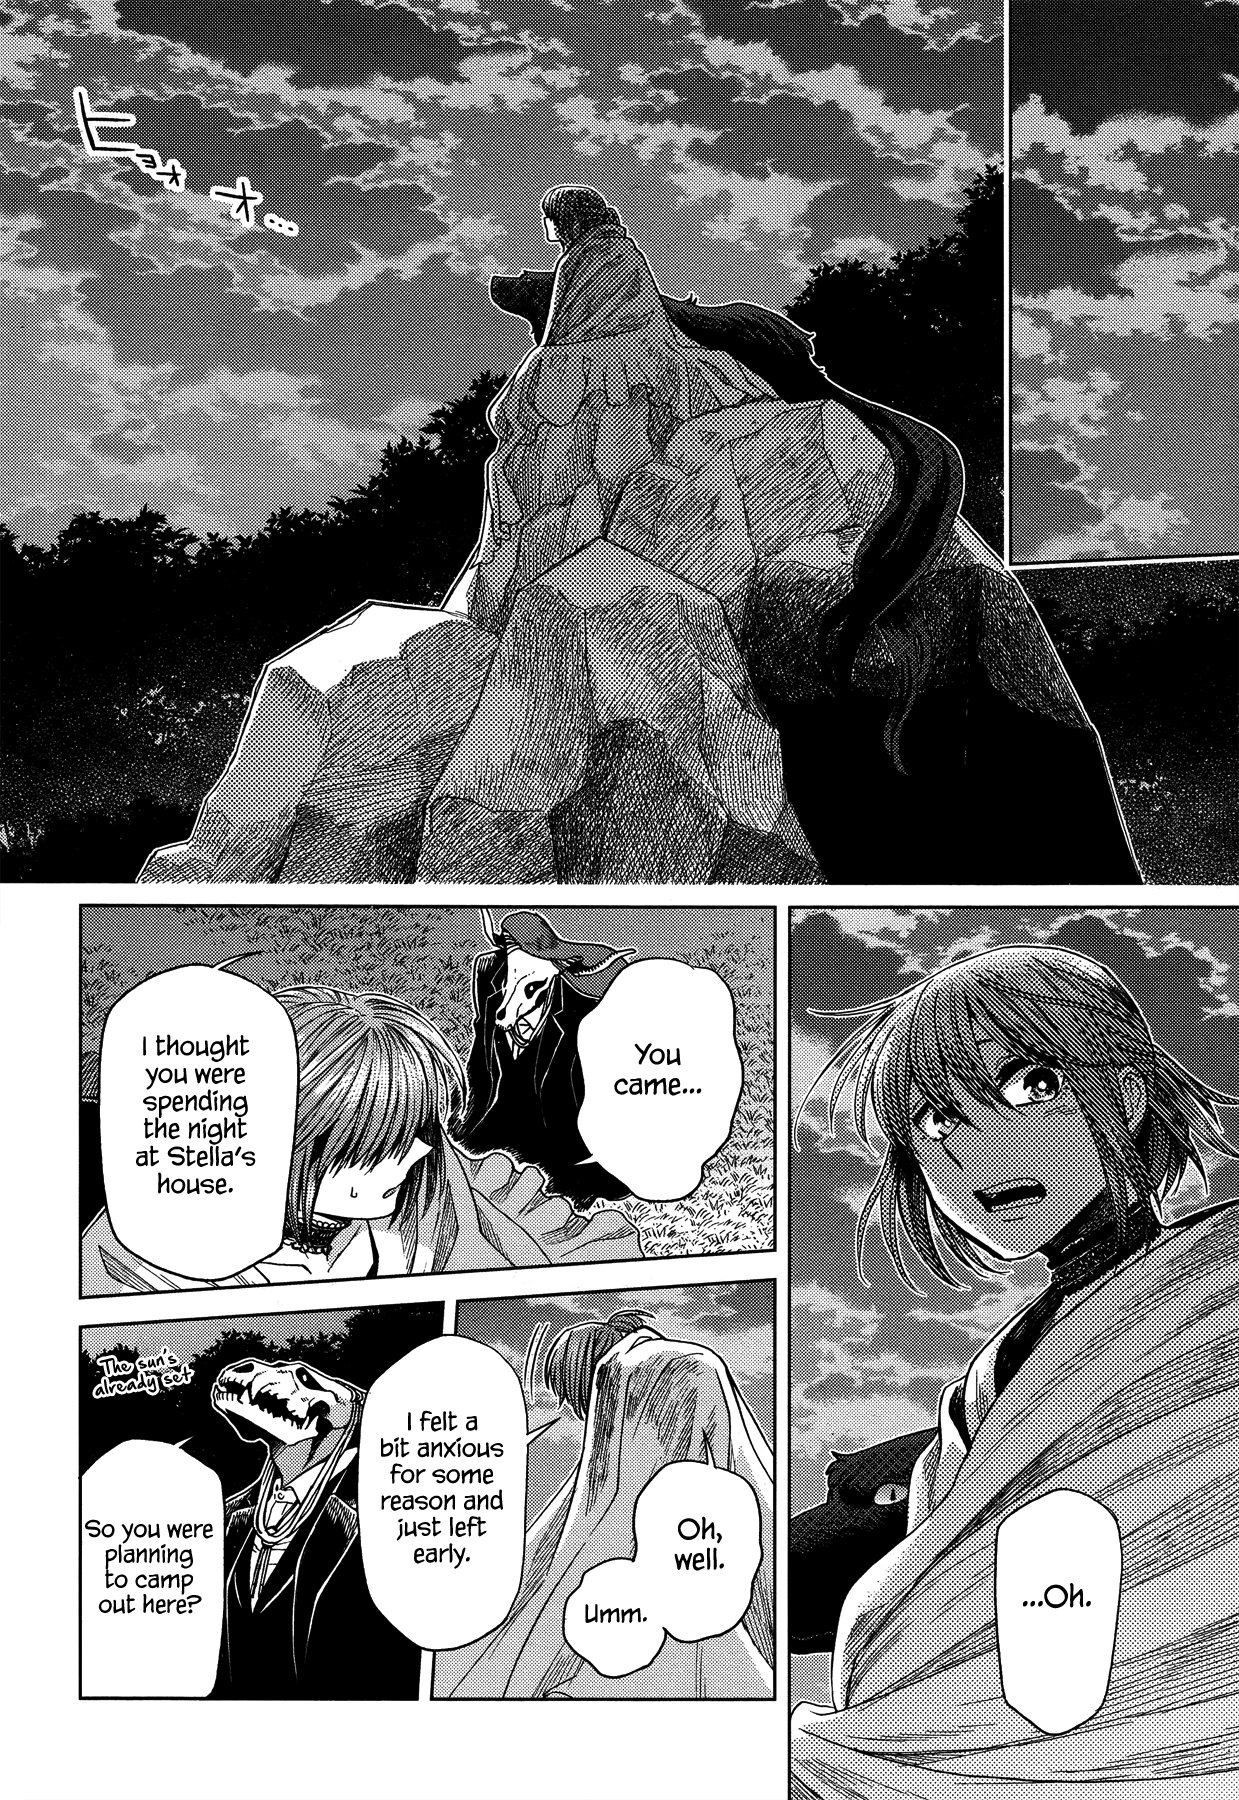 ヒョォオ…
...Oh.
You
came...
I thought
you were
spending
the night
at Stella's
house.
Oh,
well.
Umm.
I felt a
bit anxious
for some
reason and
just left
early.
The sun's
already set
So you were
planning
to camp
out here?